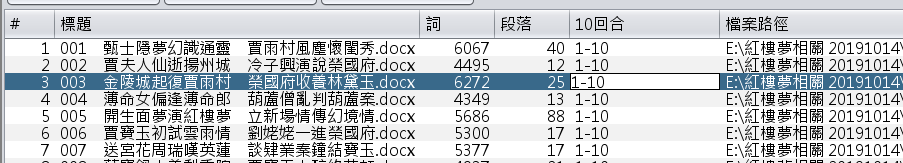 # 標題 詞 段落 10回合 檔案路徑
1 001 甄士隱夢幻識通靈 賈雨村風塵懷閨秀.docx 6067 40 1-10 E:\紅樓夢相關 20191014\
2 002 賈夫人仙逝揚州城 冷子興演說榮國府.docx 4495 12 1-10 E:\紅樓夢相關 20191014\
3 003 金陵城起復賈雨村 榮國府收養林黛玉.docx 6272 25 1-10 E:\紅樓夢相關 20191014\
4 004 薄命女偏逢薄命郎 葫蘆僧亂判葫蘆案.docx 4349 13 1-10 E:\紅樓夢相關 20191014\
5 005 開生面夢演紅樓夢 立新場情傳幻境情.docx 5686 88 1-10 E:\紅樓夢相關 20191014\
6 006 賈寶玉初試雲雨情 劉姥姥一進榮國府.docx 5300 17 1-10 E:\紅樓夢相關 20191014\
7 007 送宮花周瑞嘆英蓮 談肄業秦鐘結寶玉.docx 5377 17 1-10 E:\紅樓夢相關 20191014\